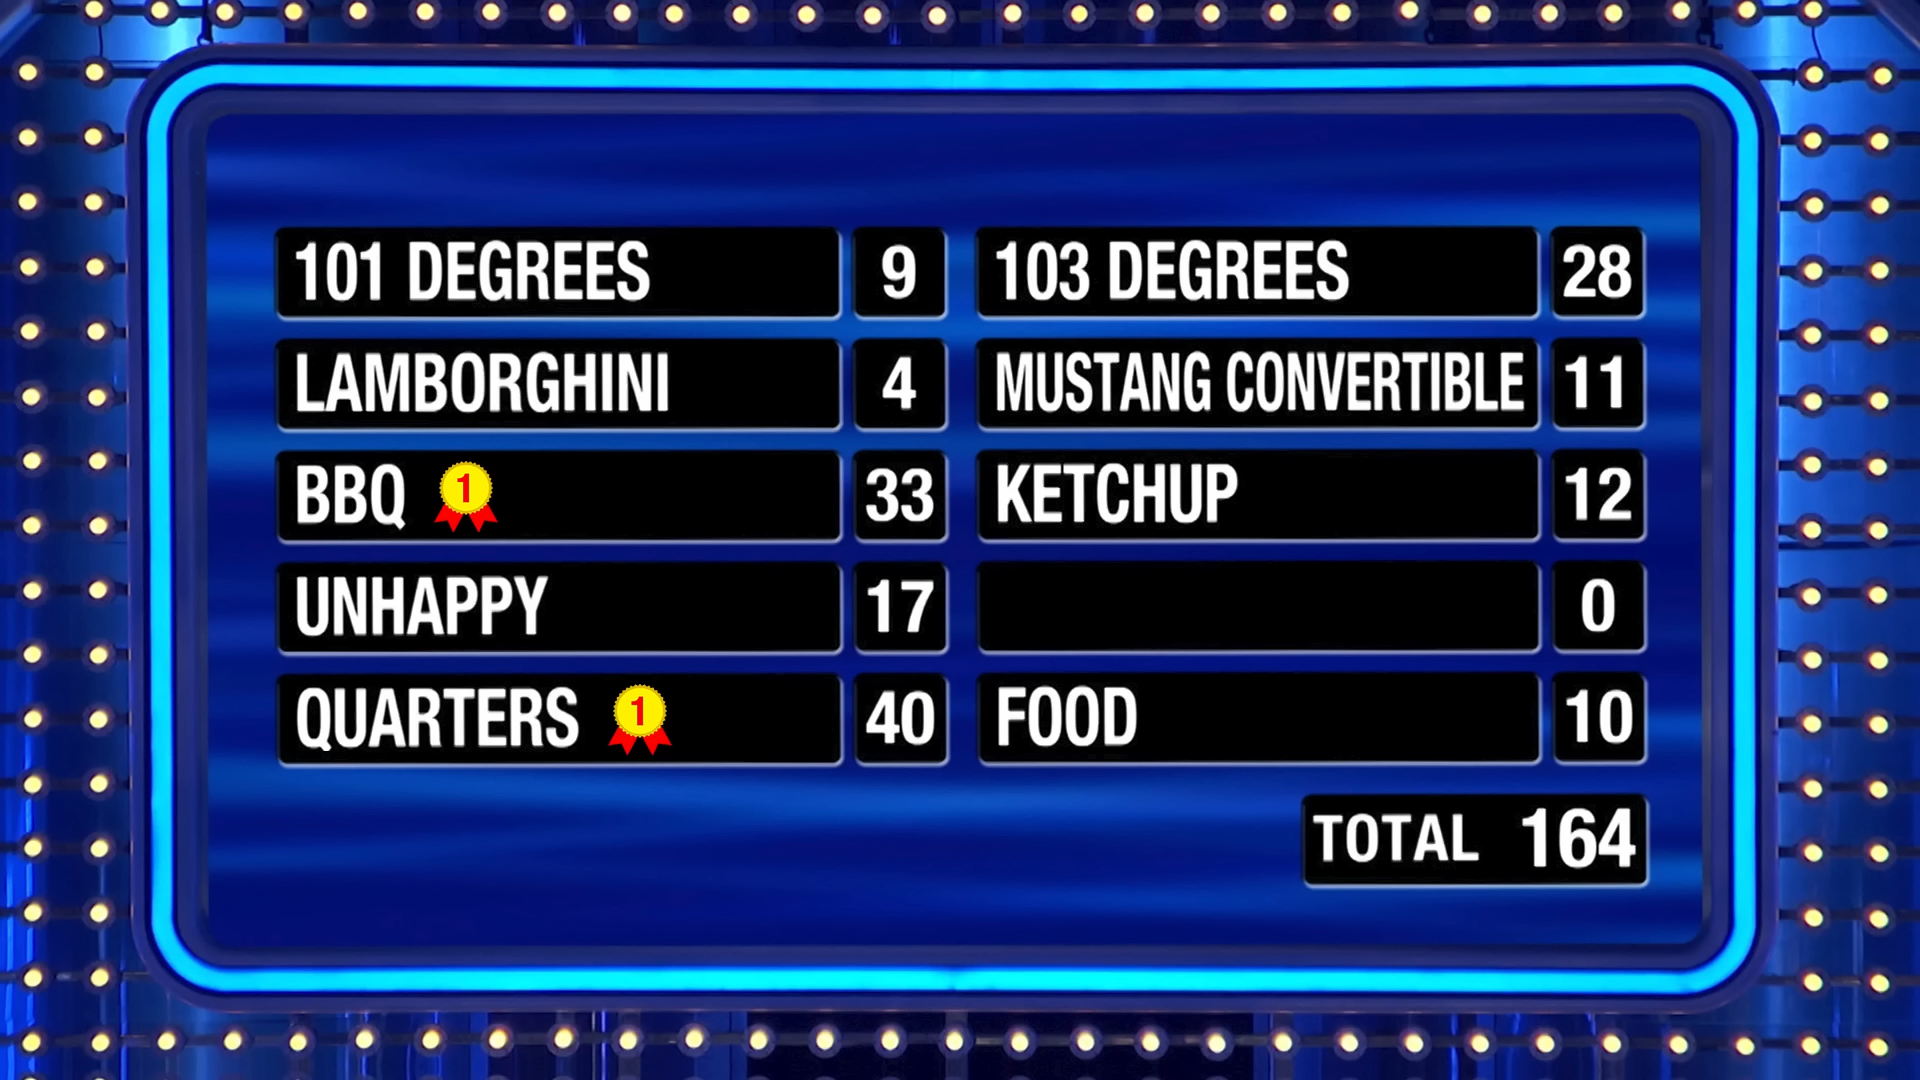 101 DEGREES 9 103 DEGREES 28
LAMBORGHINI 4 MUSTANG CONVERTIBLE 11
BBQ 1 33 KETCHUP 12
UNHAPPY 17 0
QUARTERS 1 40 FOOD 10
TOTAL 164